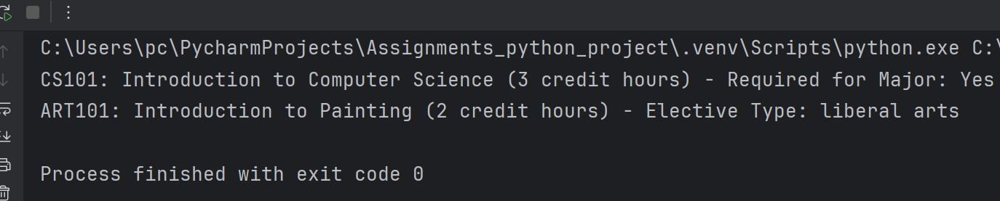 C:\Users\pc\PycharmProjects\Assignments_python_project\.venv\Scripts\python.exe C:\
CS101: Introduction to Computer Science (3 credit hours) - Required for Major: Yes
ART101: Introduction to Painting (2 credit hours) - Elective Type: liberal arts
Process finished with exit code 0